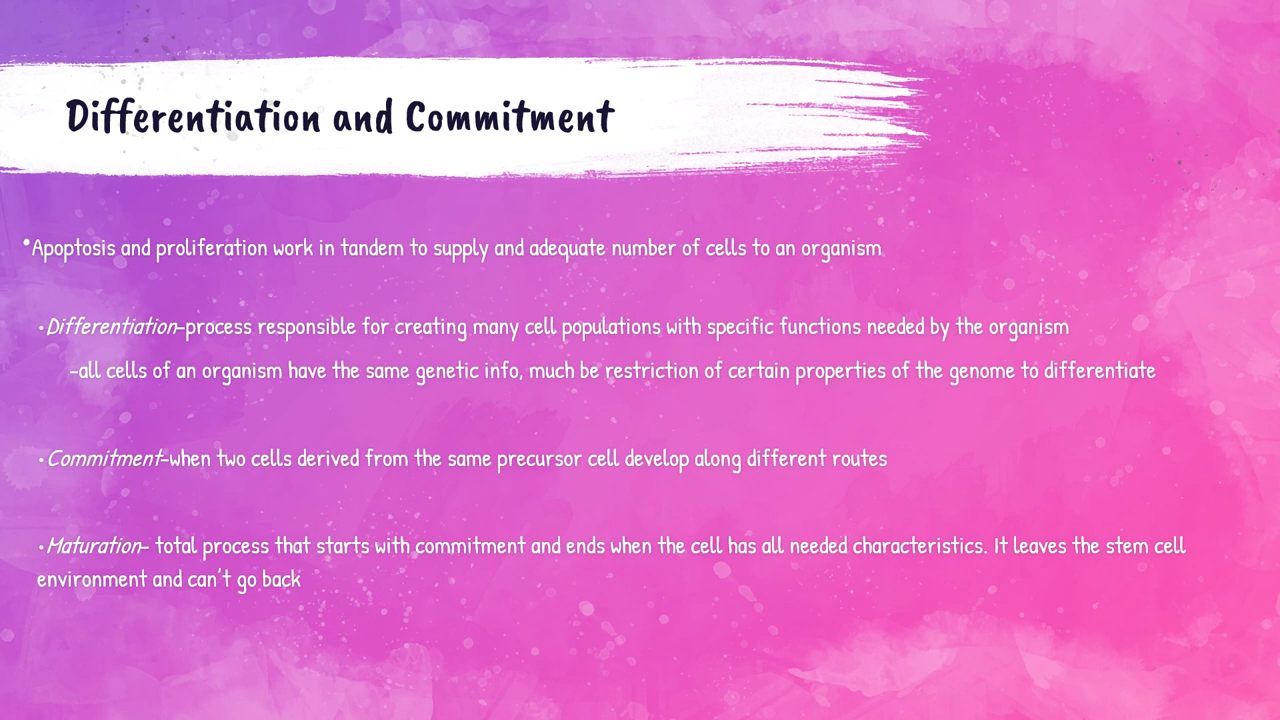 Differentiation and Commitment
•Apoptosis and proliferation work in tandem to supply and adequate number of cells to an organism
•Differentiation-process responsible for creating many cell populations with specific functions needed by the organism
-all cells of an organism have the same genetic info, much be restriction of certain properties of the genome to differentiate
•Commitment-when two cells derived from the same precursor cell develop along different routes
•Maturation- total process that starts with commitment and ends when the cell has all needed characteristics. It leaves the stem cell
environment and can't go back